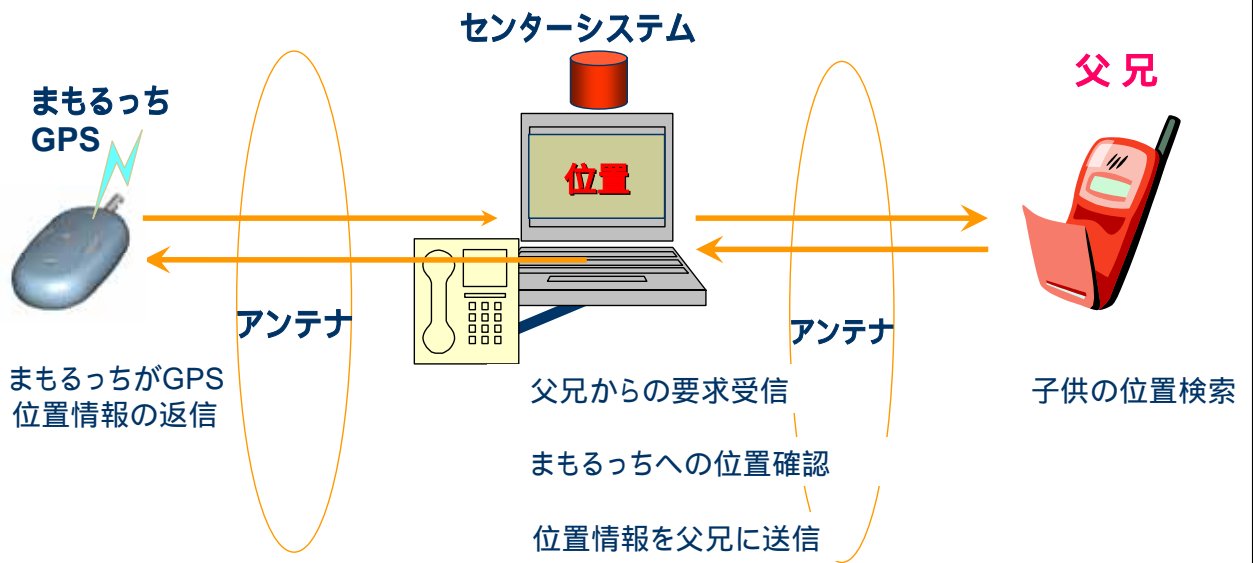 センターシステム
父 兄
まもるっち
GPS
位置
アンテナ
アンテナ
まもるっちがGPS
位置情報の返信
父兄からの要求受信
子供の位置検索
まもるっちへの位置確認
位置情報を父兄に送信